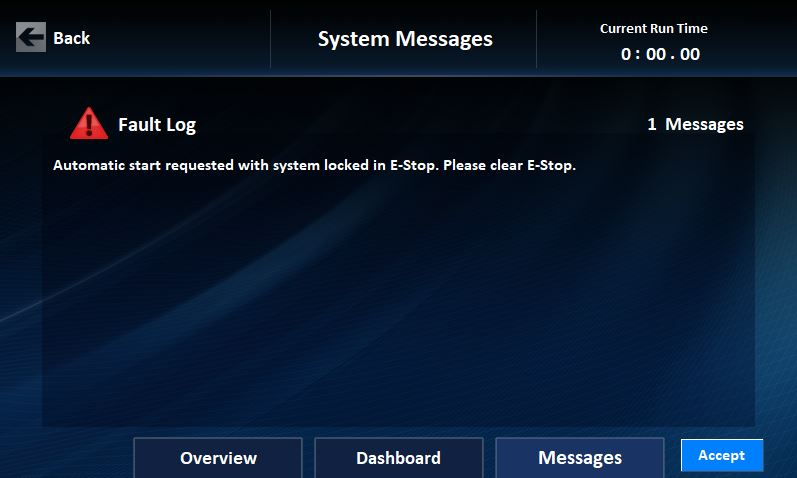 Back
System Messages
Current Run Time
0 : 00 . 00
Fault Log
1 Messages
Automatic start requested with system locked in E-Stop. Please clear E-Stop.
Overview
Dashboard
Messages
Accept